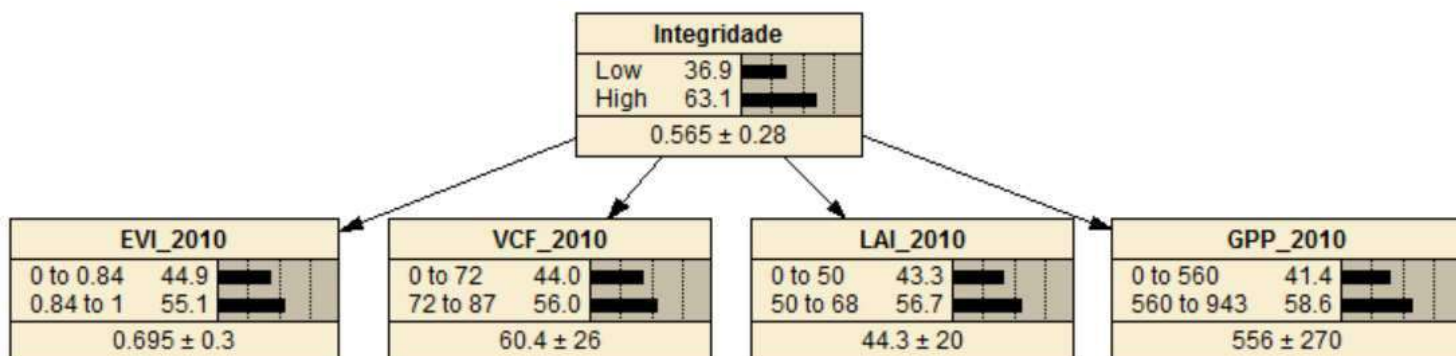 Integridade
Low 36.9
High 63.1
0.565 ± 0.28
EVI_2010
0 to 0.84 44.9
0.84 to 1 55.1
0.695 ± 0.3
VCF_2010
0 to 72 44.0
72 to 87 56.0
60.4 ± 26
LAI_2010
0 to 50 43.3
50 to 68 56.7
44.3 ± 20
GPP_2010
0 to 560 41.4
560 to 943 58.6
556 ± 270